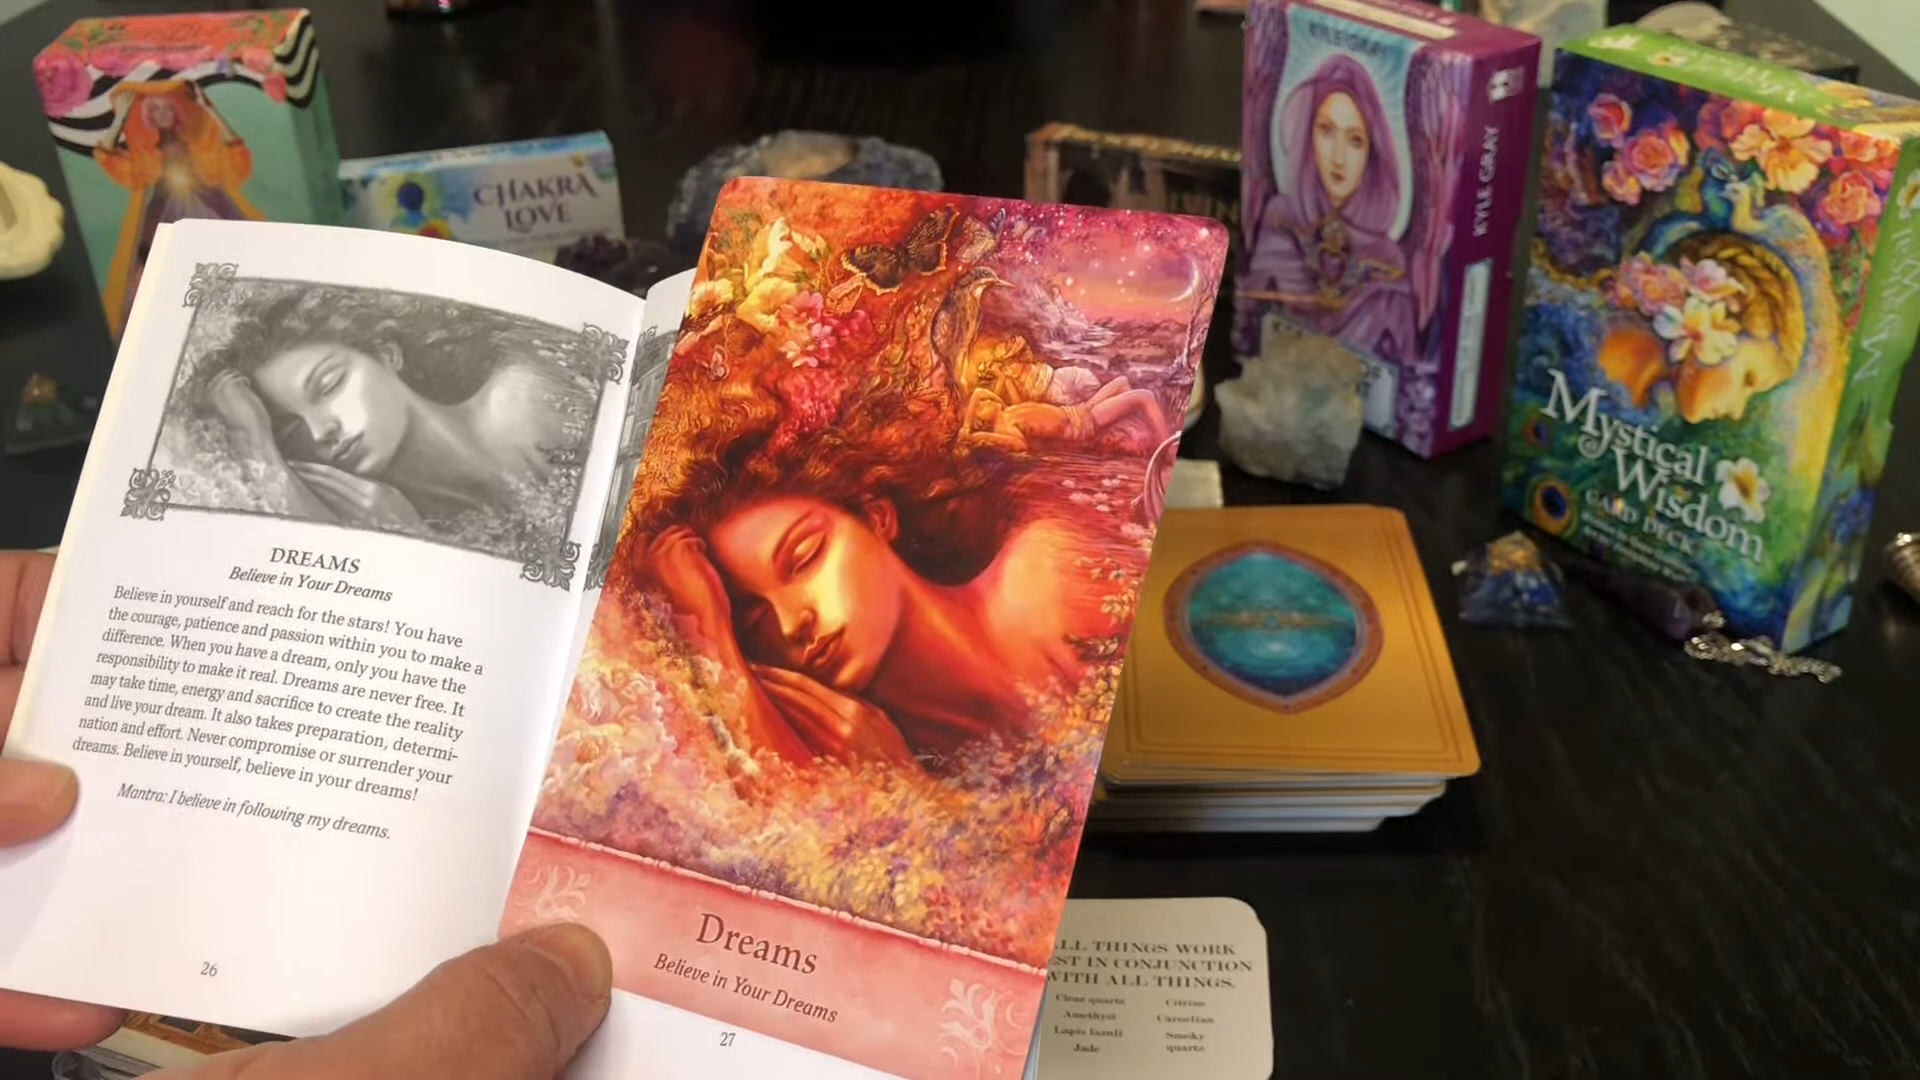 CHAKRA
LOVE
KYLE GRAY
KYLE GRAY
Mystical
Wisdom
CARD DECK
DREAMS
Believe in Your Dreams
Believe in yourself and reach for the stars! You have
the courage, patience and passion within you to make a
difference. When you have a dream, only you have the
responsibility to make it real. Dreams are never free. It
may take time, energy and sacrifice to create the reality
and live your dream. It also takes preparation, determi-
nation and effort. Never compromise or surrender your
dreams. Believe in yourself, believe in your dreams!
Mantra: I believe in following my dreams.
26
Dreams
Believe in Your Dreams
27
ALL THINGS WORK
EST IN CONJUNCTION
WITH ALL THINGS.
Clear quartz
Citrine
Amethyst
Carnelian
Lapis lazuli
Smoky
quartz
Jade